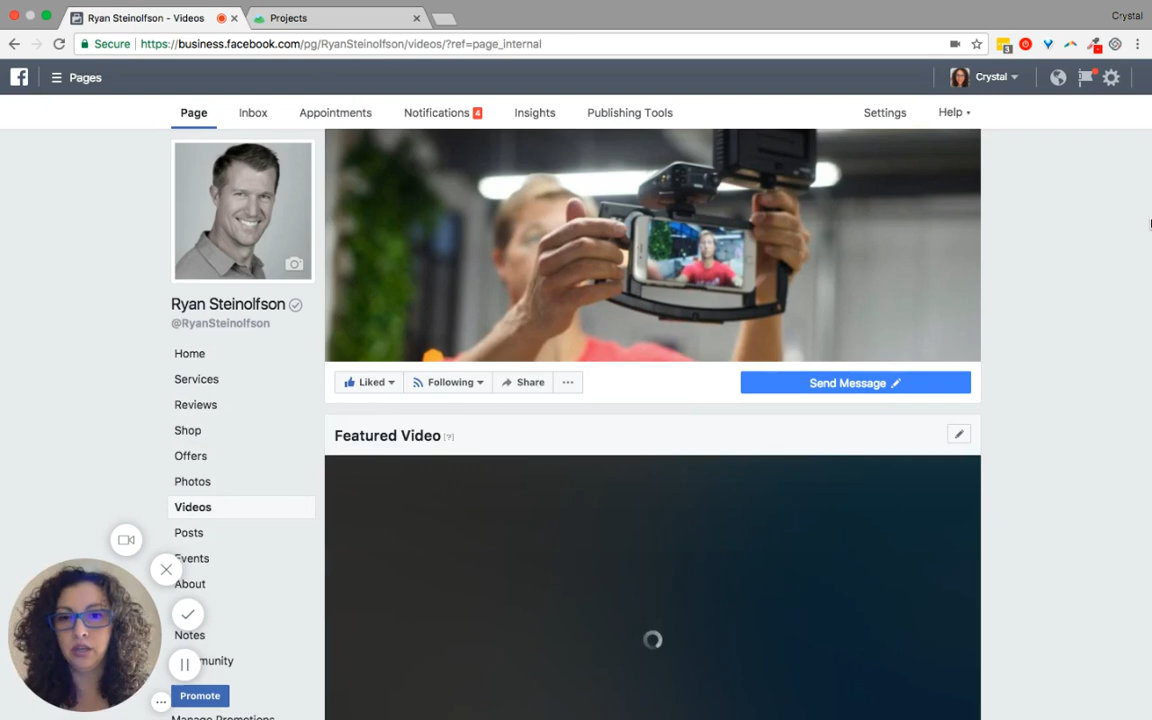 Ryan Steinolfson - Videos
Projects
Crystal
Secure
https://business.facebook.com/pg/RyanSteinolfson/videos/?ref=page_internal
3
Pages
Crystal
Page
Inbox
Appointments
Notifications 4
Insights
Publishing Tools
Settings
Help
Ryan Steinolfson
@RyanSteinolfson
Home
Services
Reviews
Shop
Offers
Photos
Videos
Posts
Events
About
Notes
munity
Promote
Manage Promotions
Liked
Following
Share
Send Message
Featured Video [?]